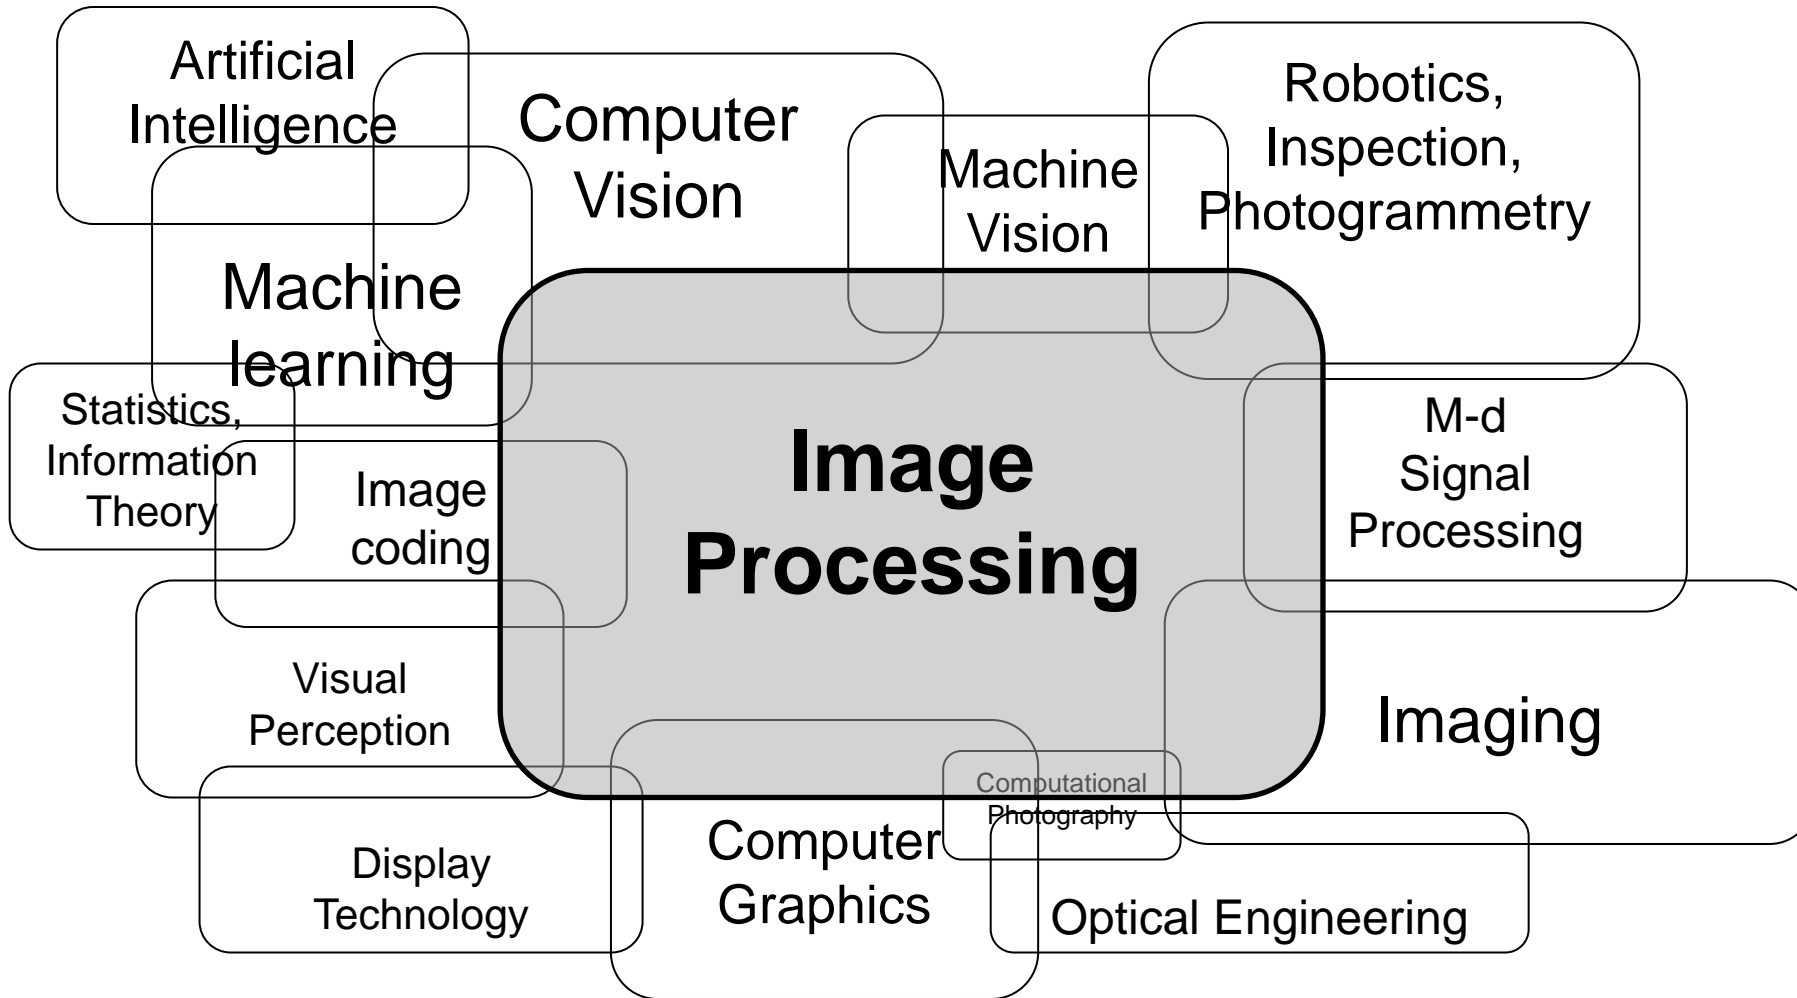 Artificial
Intelligence
Computer
Vision
Machine
Vision
Robotics,
Inspection,
Photogrammetry
Machine
learning
Statistics,
Information
Theory
Image
coding
Image
Processing
M-d
Signal
Processing
Visual
Perception
Imaging
Computational
Photography
Display
Technology
Computer
Graphics
Optical Engineering